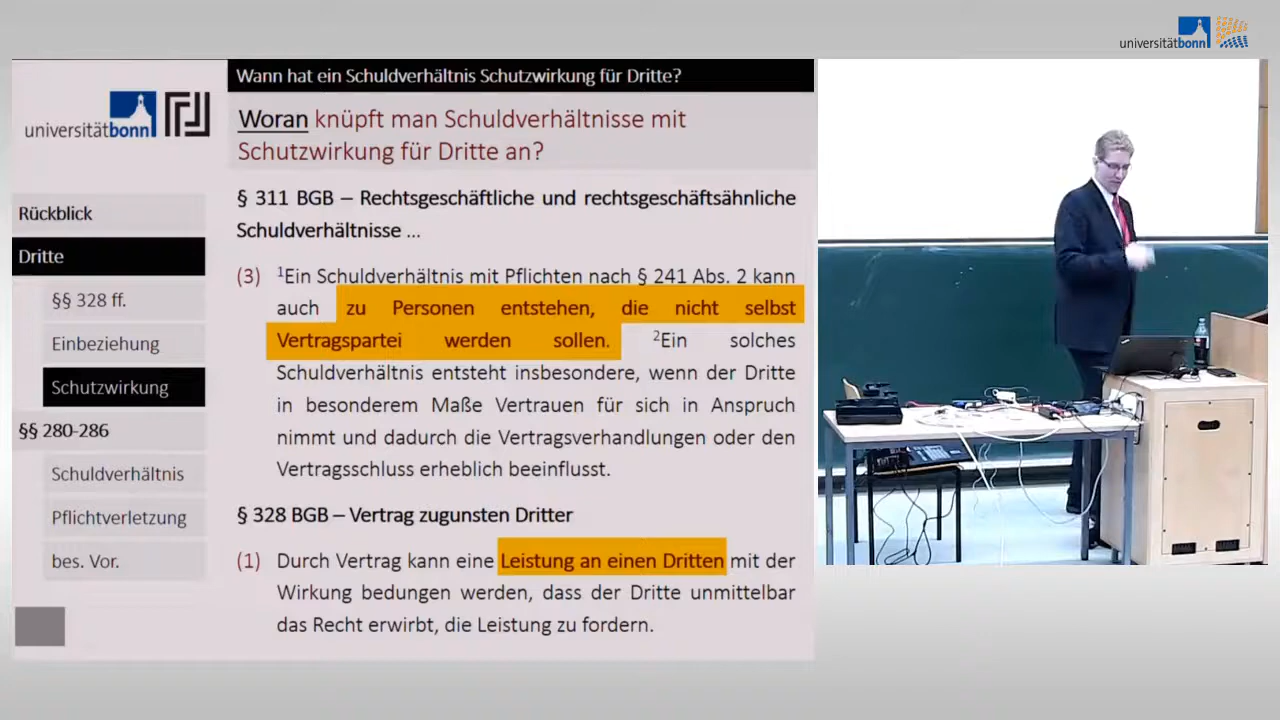 universitätbonn
Wann hat ein Schuldverhältnis Schutzwirkung für Dritte?
universitätbonn
Woran knüpft man Schuldverhältnisse mit
Schutzwirkung für Dritte an?
Rückblick
Dritte
§§ 328 ff.
Einbeziehung
Schutzwirkung
§§ 280-286
Schuldverhältnis
Pflichtverletzung
bes. Vor.
§ 311 BGB – Rechtsgeschäftliche und rechtsgeschäftsähnliche
Schuldverhältnisse ...
(3) ¹Ein Schuldverhältnis mit Pflichten nach § 241 Abs. 2 kann
auch zu Personen entstehen, die nicht selbst
Vertragspartei werden sollen. ²Ein solches
Schuldverhältnis entsteht insbesondere, wenn der Dritte
in besonderem Maße Vertrauen für sich in Anspruch
nimmt und dadurch die Vertragsverhandlungen oder den
Vertragsschluss erheblich beeinflusst.
§ 328 BGB – Vertrag zugunsten Dritter
(1) Durch Vertrag kann eine Leistung an einen Dritten mit der
Wirkung bedungen werden, dass der Dritte unmittelbar
das Recht erwirbt, die Leistung zu fordern.